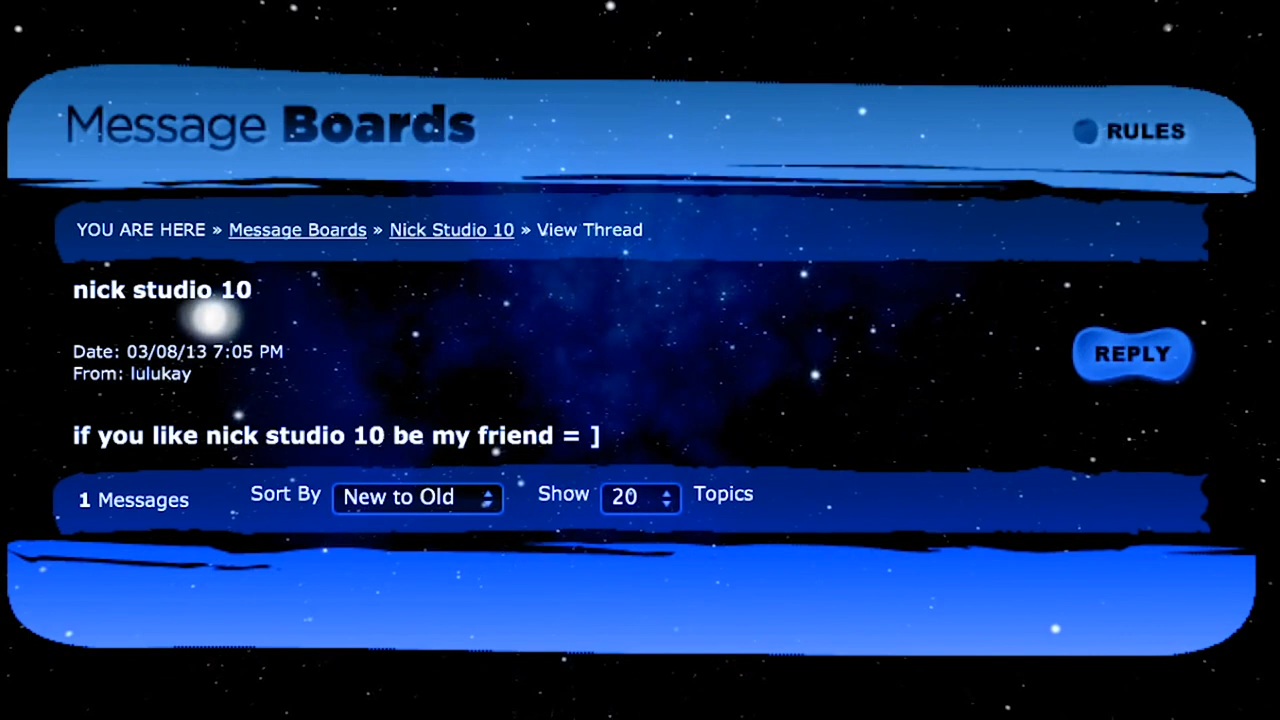 Message Boards
RULES
YOU ARE HERE » Message Boards » Nick Studio 10 » View Thread
nick studio 10
Date: 03/08/13 7:05 PM
From: lulukay
REPLY
if you like nick studio 10 be my friend = ]
1 Messages Sort By New to Old Show 20 Topics